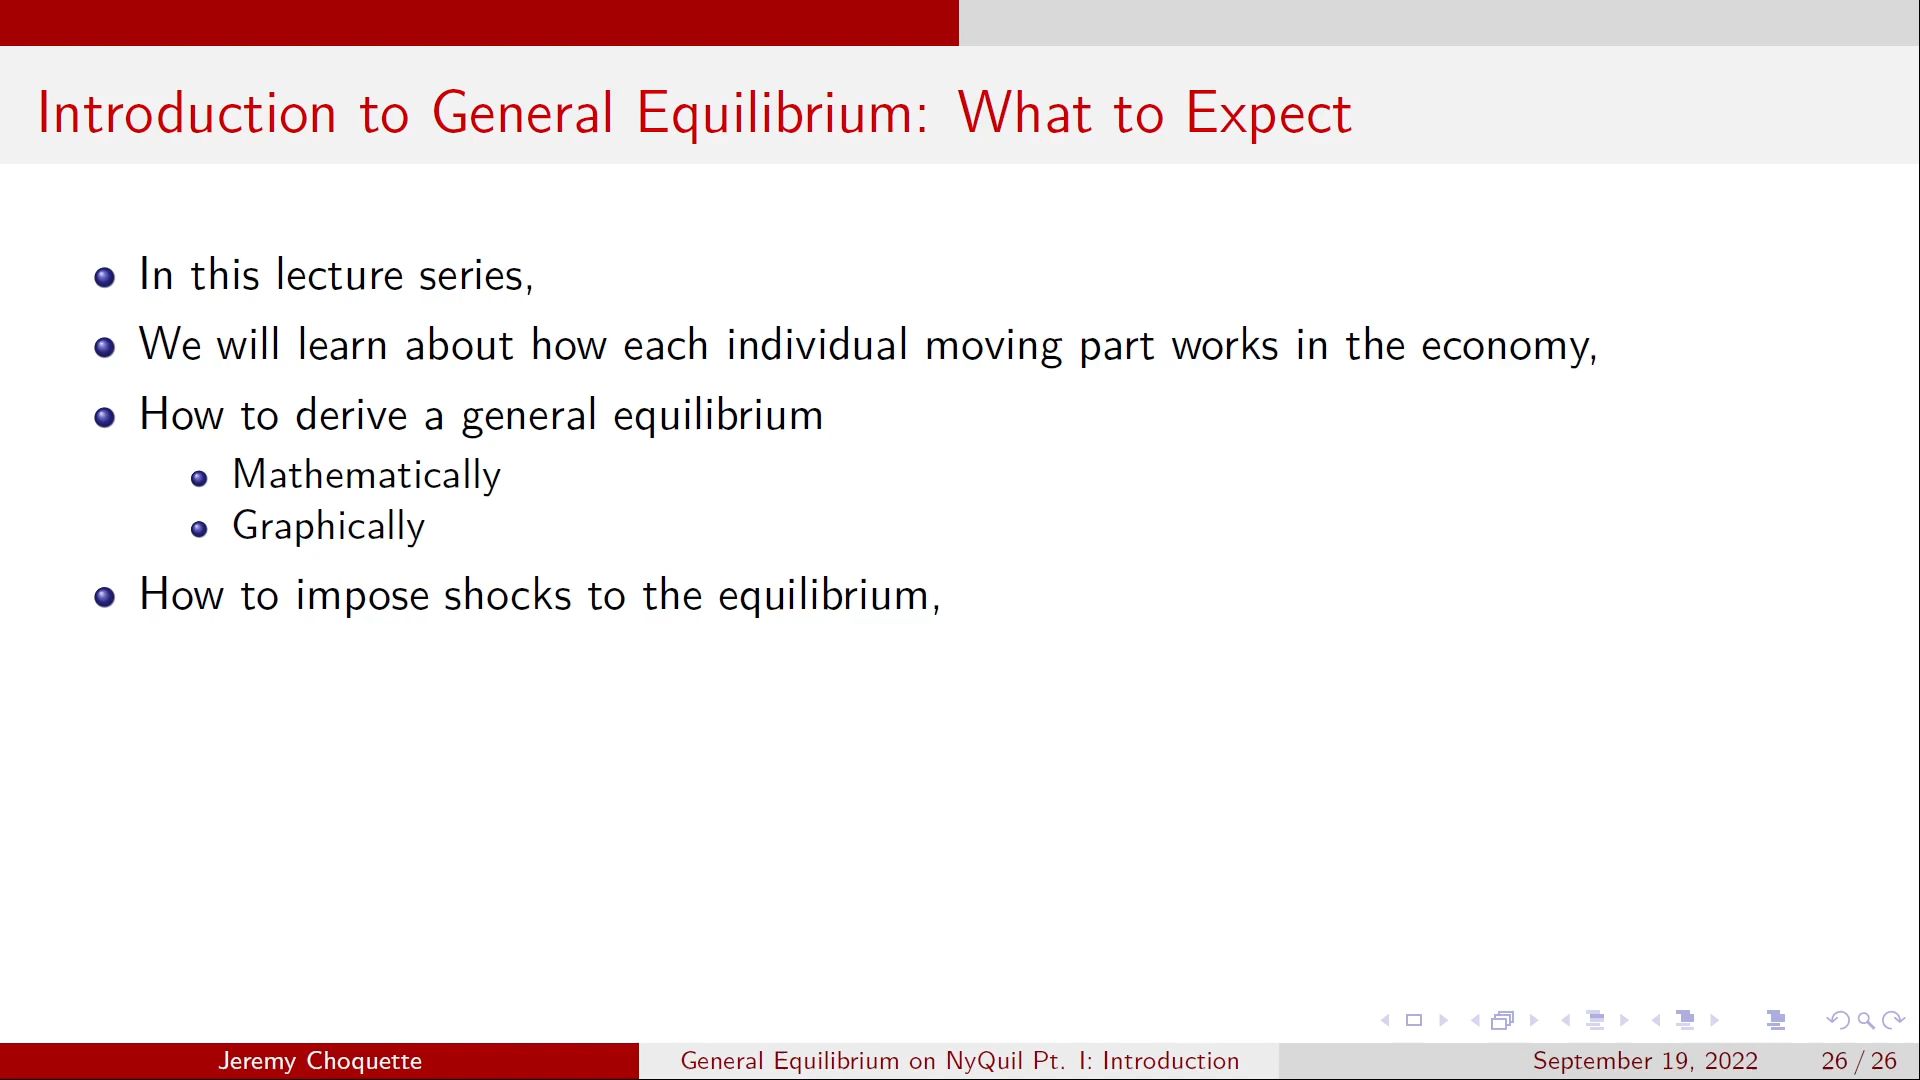 Introduction to General Equilibrium: What to Expect
In this lecture series,
We will learn about how each individual moving part works in the economy,
How to derive a general equilibrium
Mathematically
Graphically
How to impose shocks to the equilibrium,
Jeremy Choquette
General Equilibrium on NyQuil Pt. I: Introduction
September 19, 2022
26 / 26